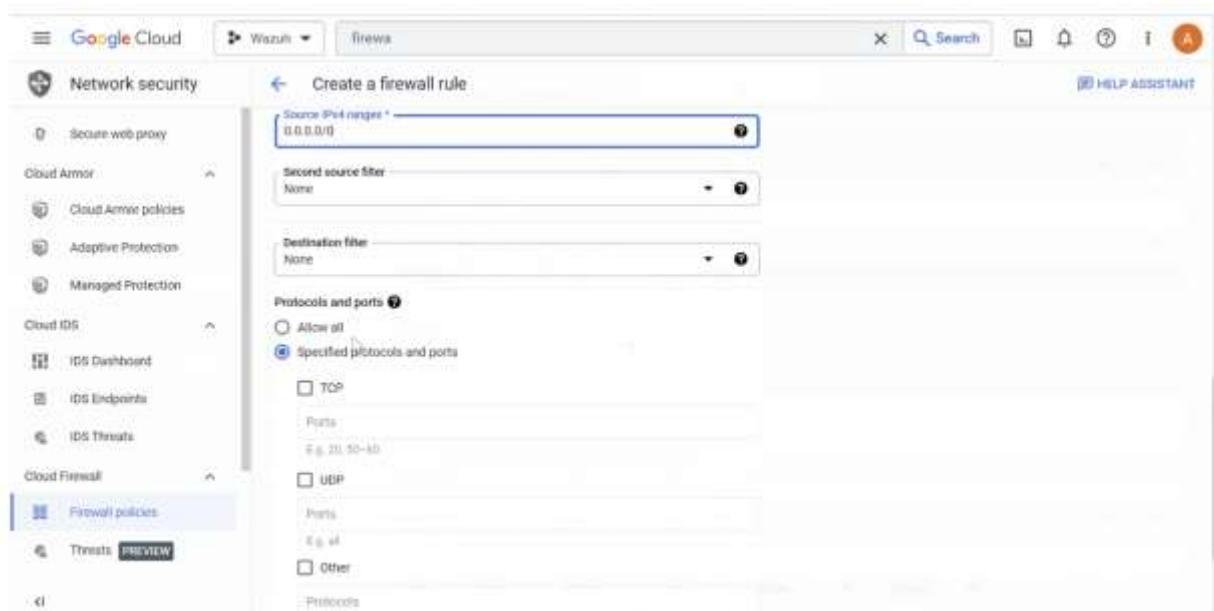 Google Cloud
Wazuh
firewa
Search
A
Network security
Create a firewall rule
HELP ASSISTANT
Secure web proxy
Cloud Armor
Cloud Armor policies
Adaptive Protection
Managed Protection
Cloud IDS
IDS Dashboard
IDS Endpoints
IDS Threats
Cloud Firewall
Firewall policies
Threats PREVIEW
Source IPv4 ranges *
0.0.0.0/0
Second source filter
None
Destination filter
None
Protocols and ports
Allow all
Specified protocols and ports
TCP
Ports
E.g. 20, 50-60
UDP
Ports
E.g. all
Other
Protocols